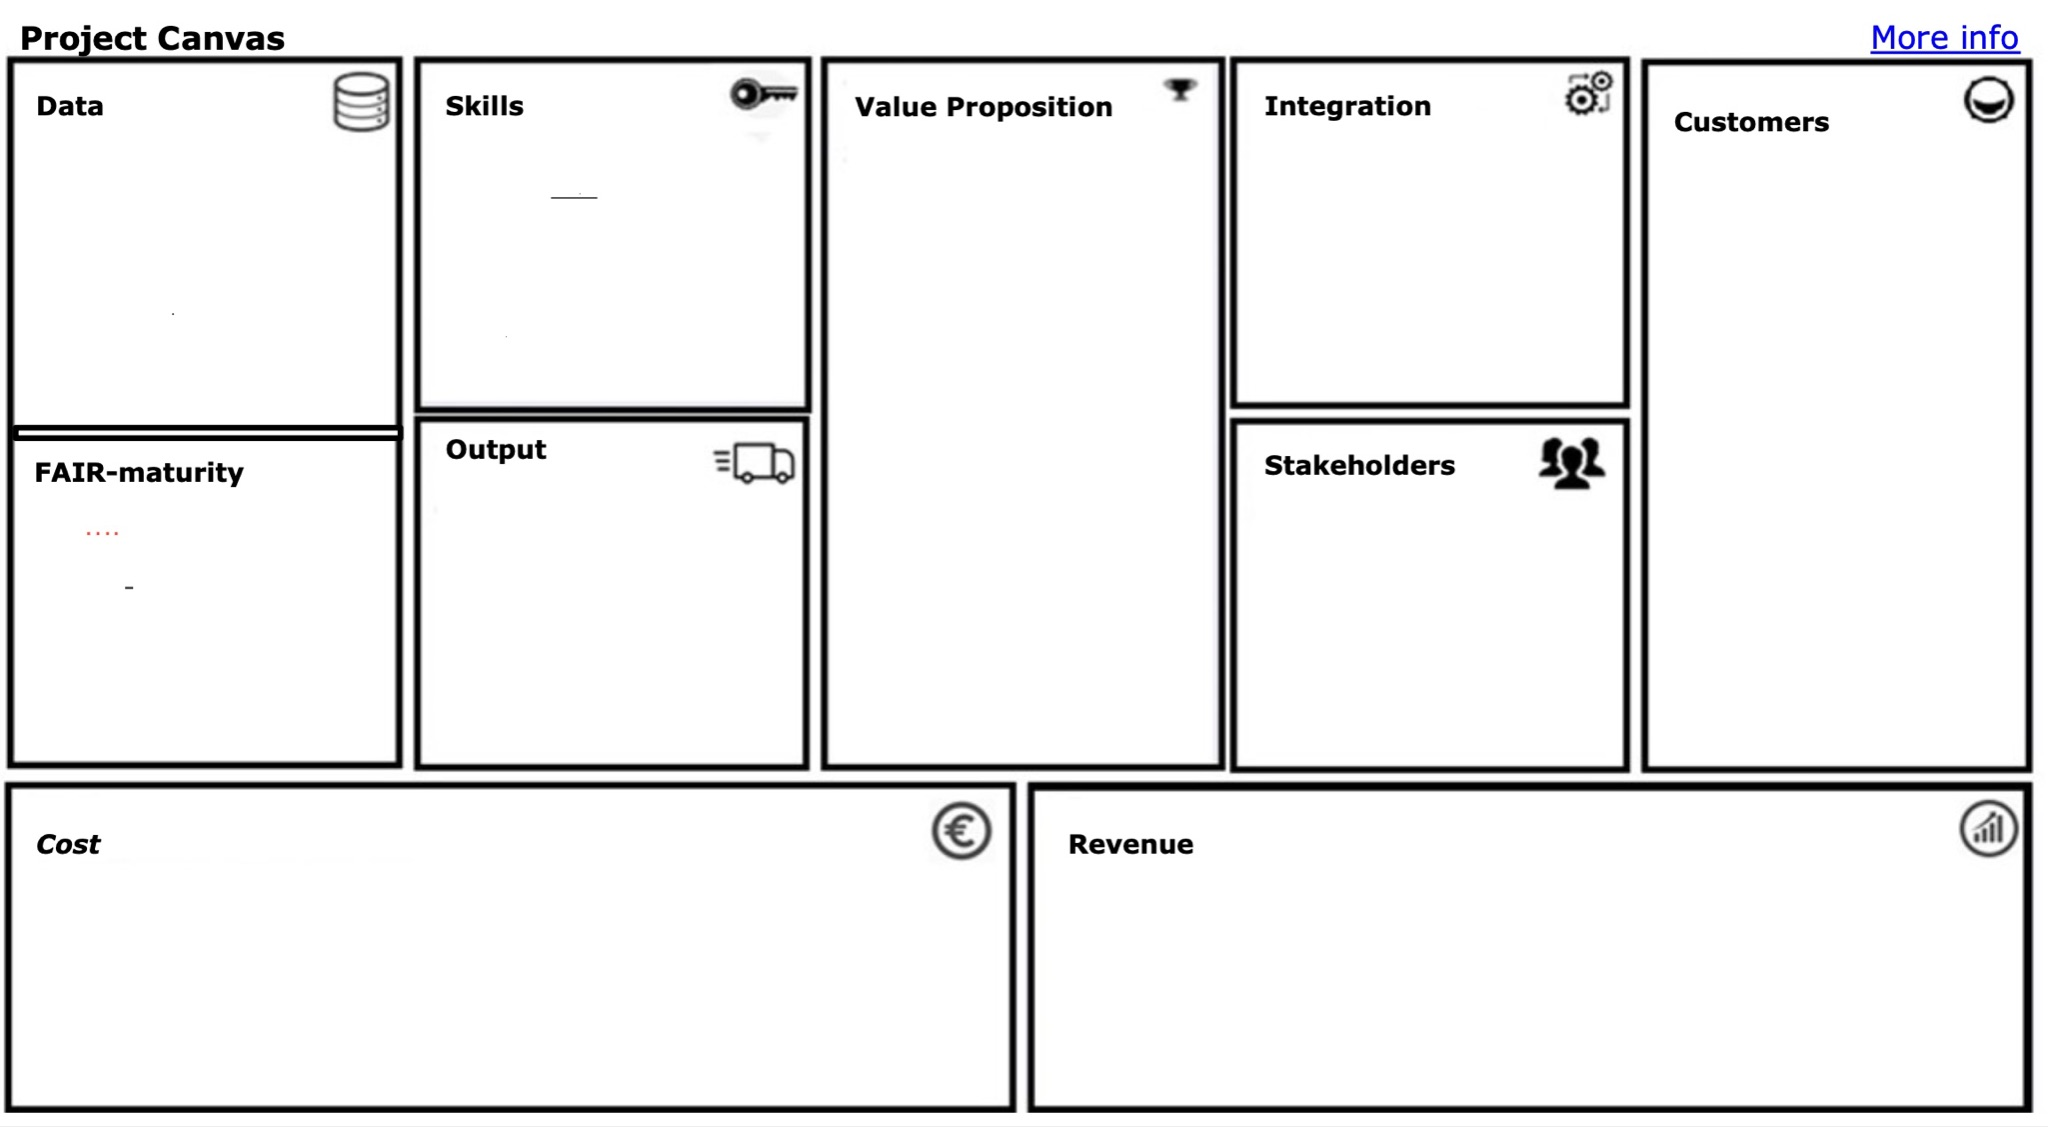 Project Canvas
More info
Data
Skills
Value Proposition
Integration
Customers
FAIR-maturity
....
-
Output
Stakeholders
Cost
€
Revenue